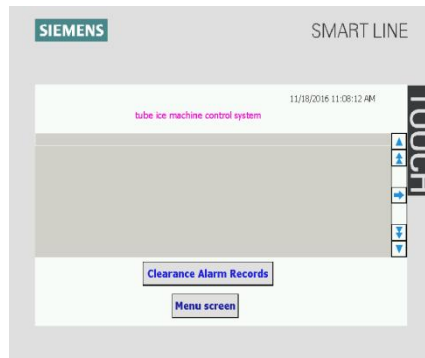 SIEMENS
SMART LINE
TOUCH
11/18/2016 11:08:12 AM
tube ice machine control system
Clearance Alarm Records
Menu screen